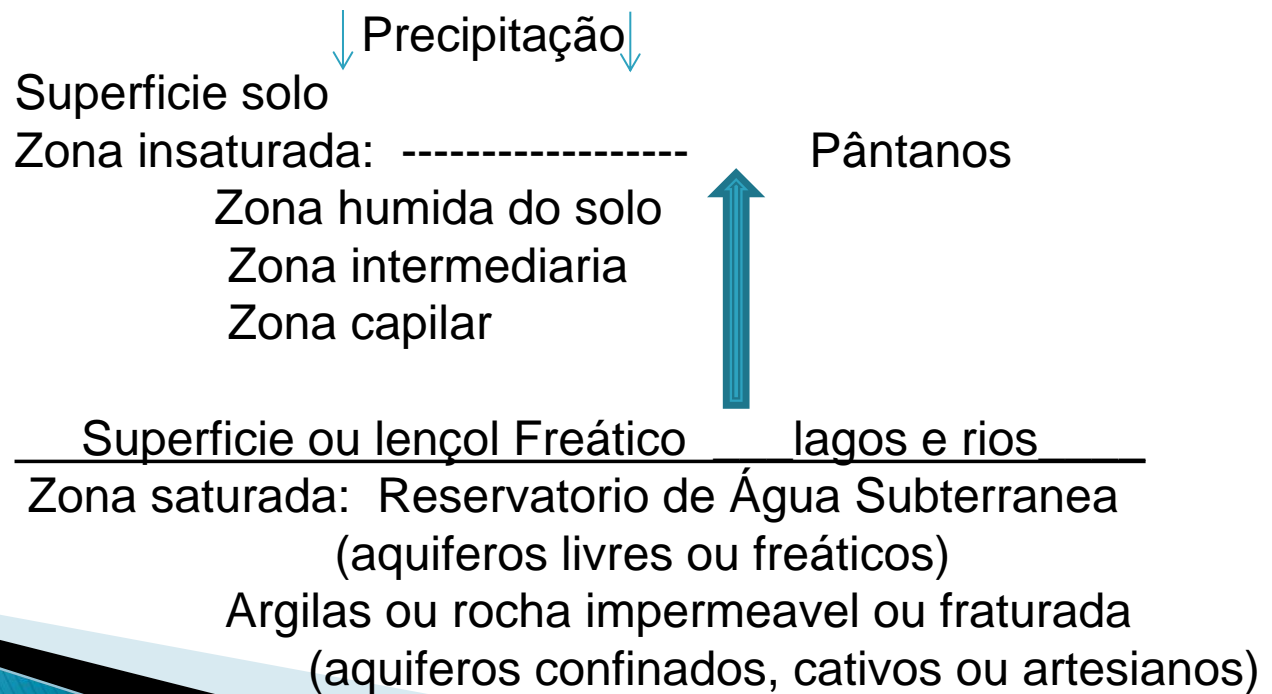 Precipitação
Superficie solo
Zona insaturada: ------------------ Pântanos
Zona humida do solo
Zona intermediaria
Zona capilar
Superficie ou lençol Freático ___lagos e rios____
Zona saturada: Reservatorio de Água Subterranea
(aquiferos livres ou freáticos)
Argilas ou rocha impermeavel ou fraturada
(aquiferos confinados, cativos ou artesianos)